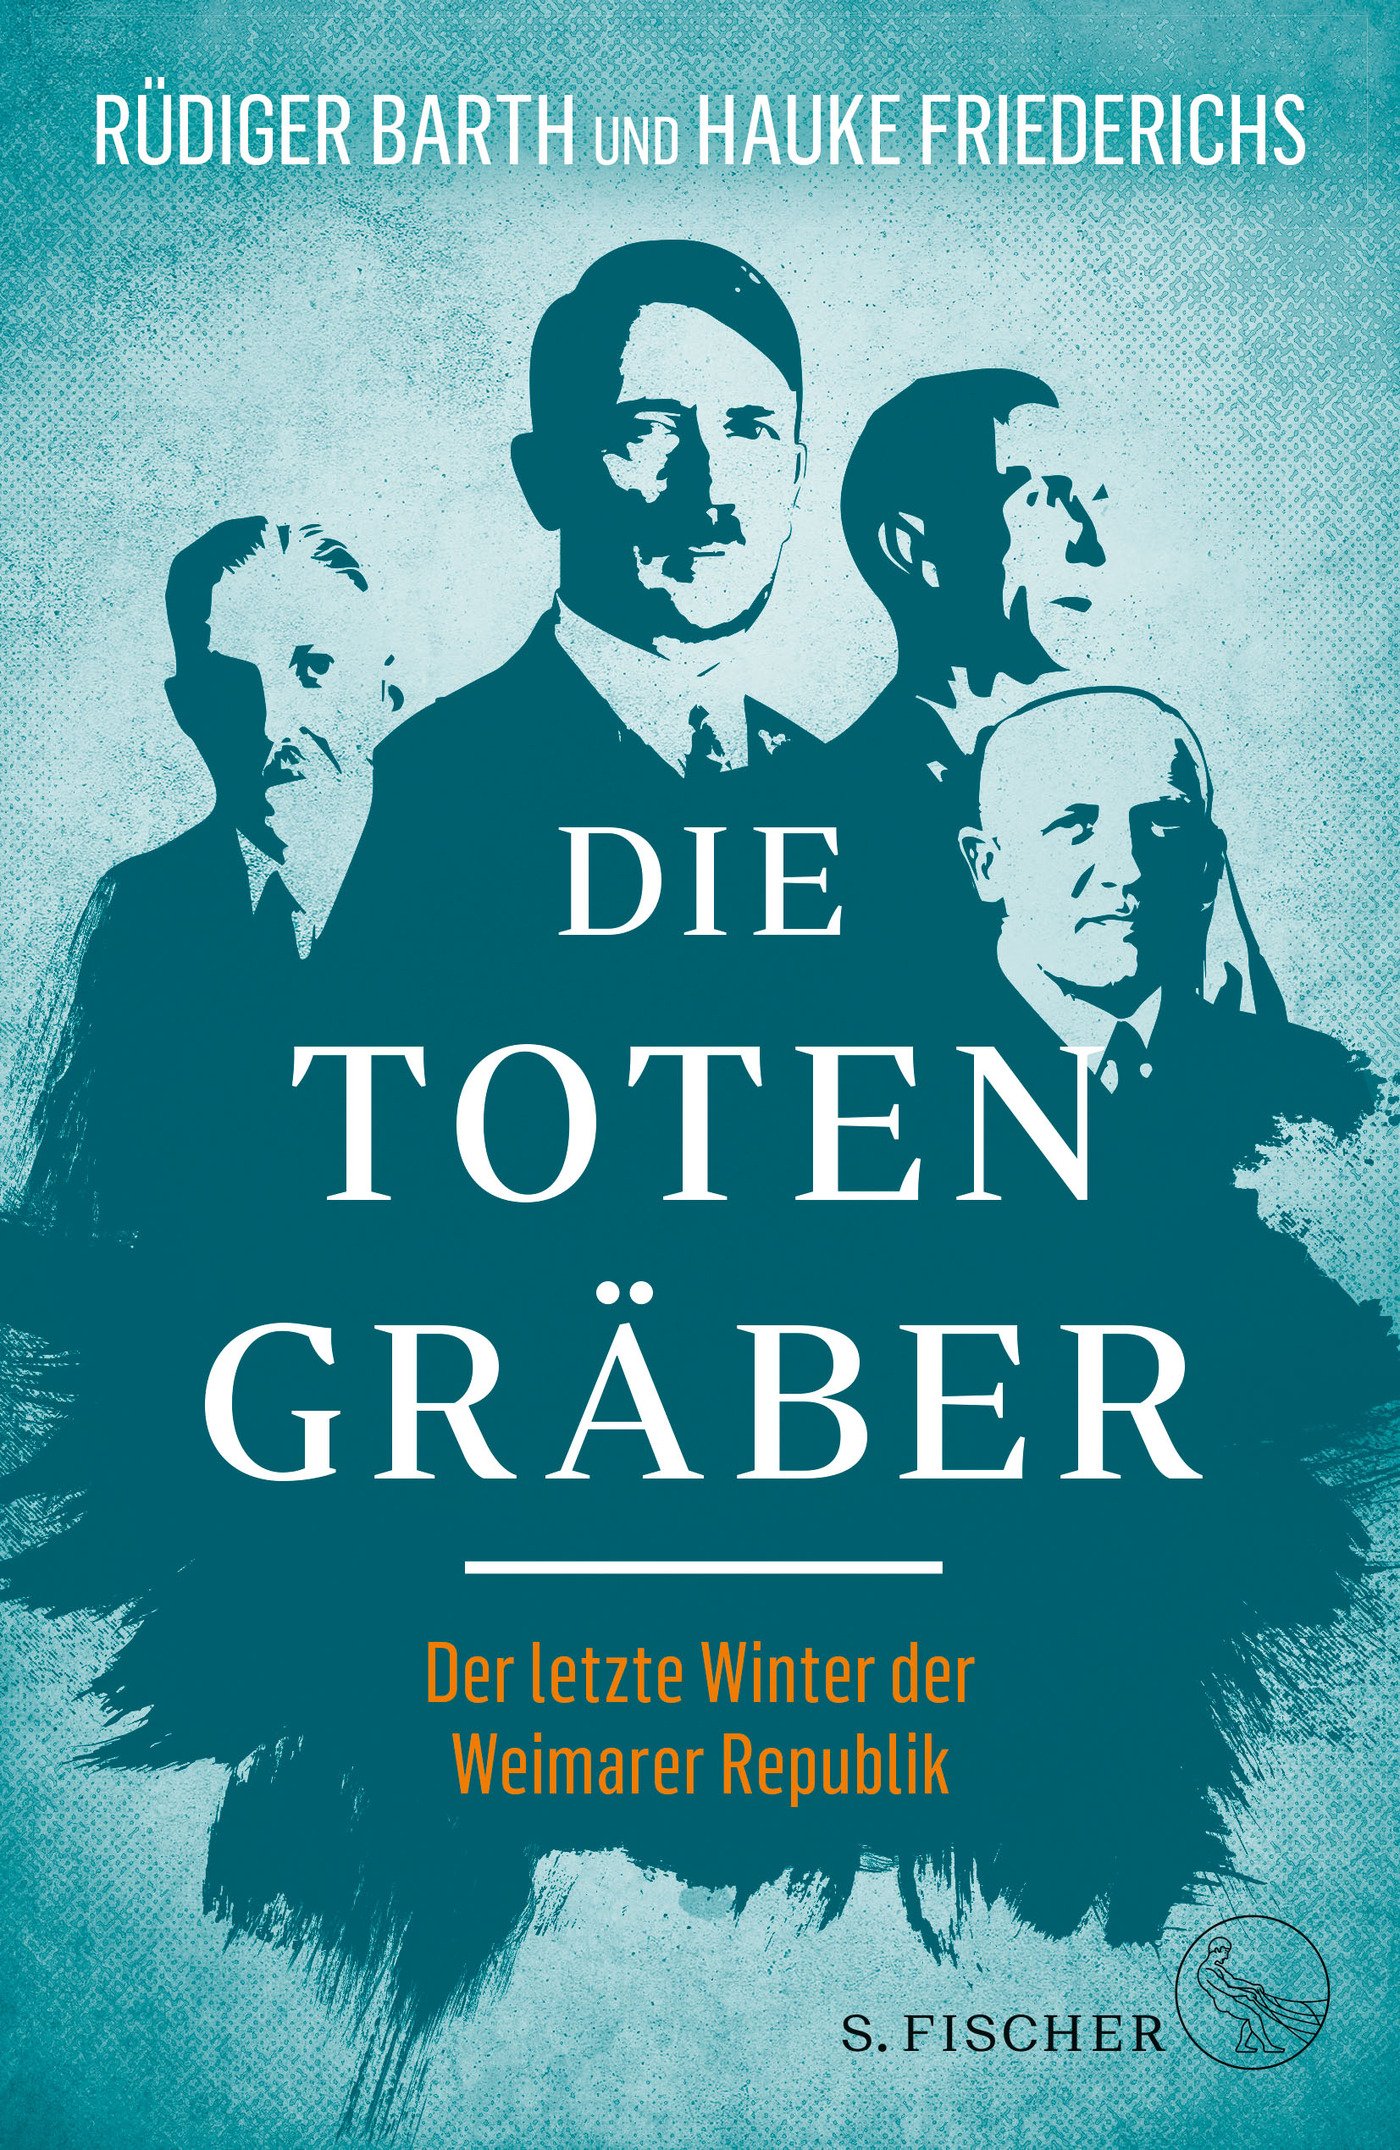 RÜDIGER BARTH UND HAUKE FRIEDERICHS
DIE
TOTEN
GRÄBER
Der letzte Winter der
Weimarer Republik
S. FISCHER